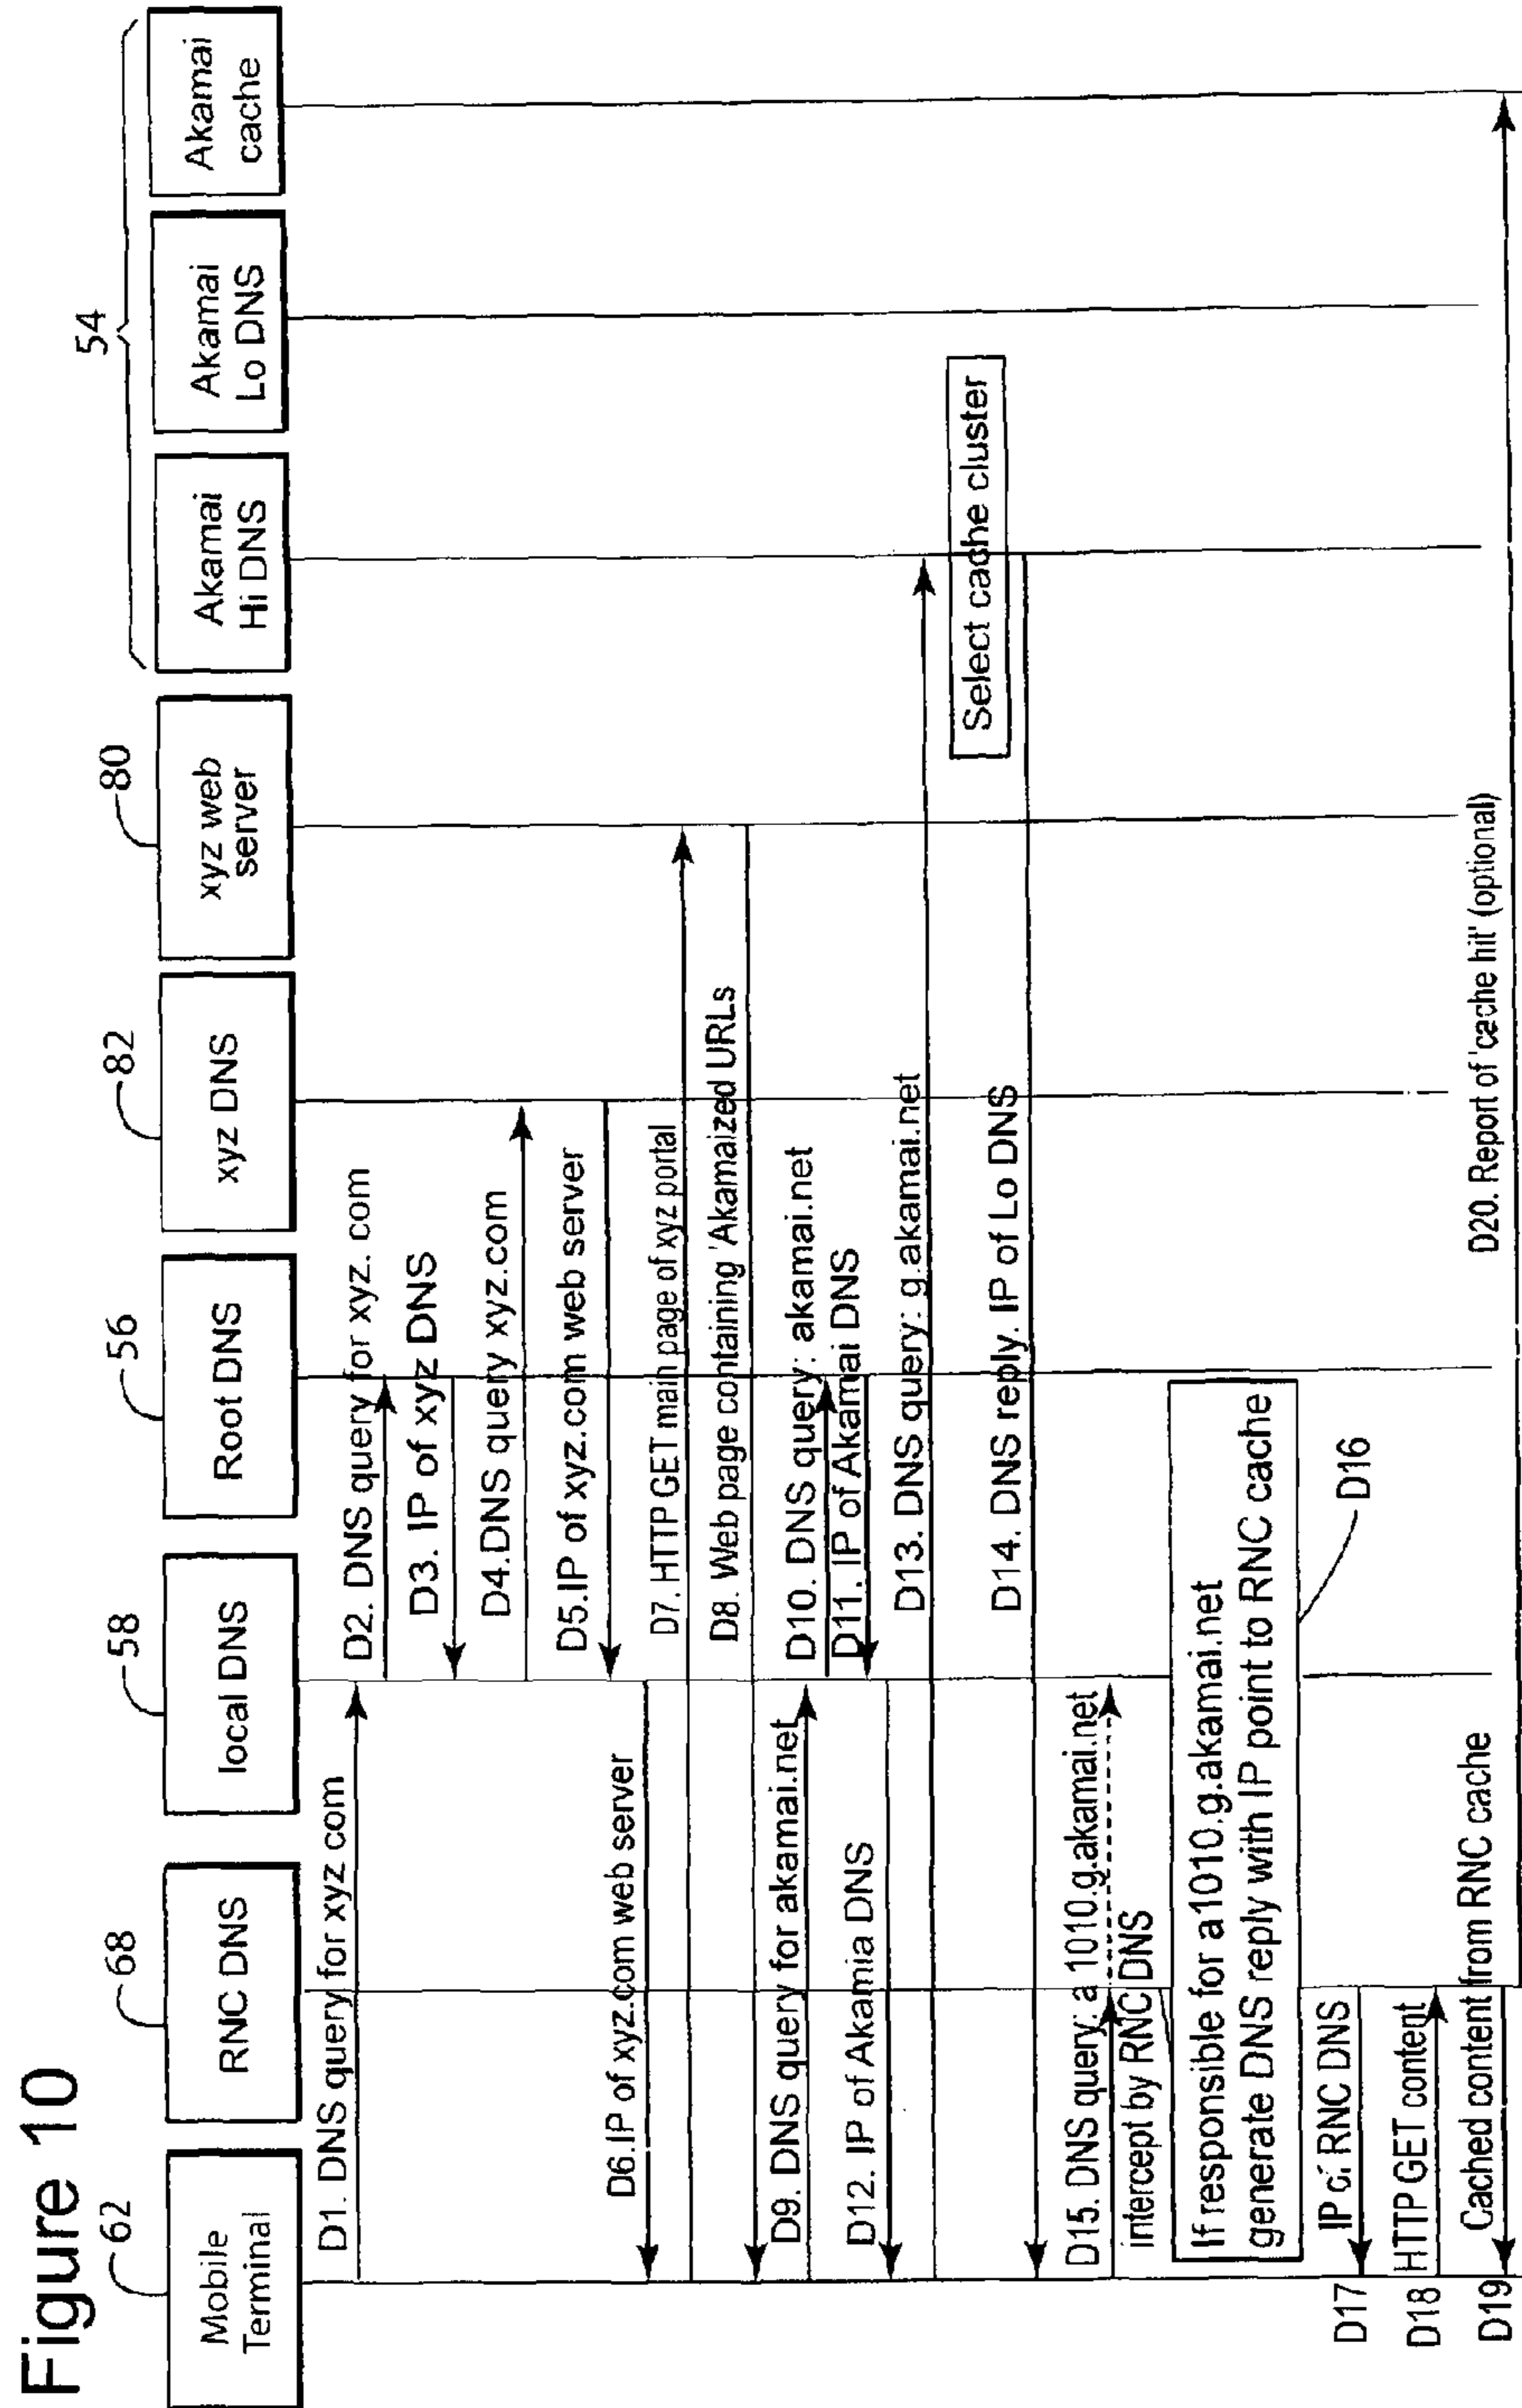 Figure 10
62
68
58
56
82
80
54
Mobile
Terminal
RNC DNS
local DNS
Root DNS
xyz DNS
xyz web
server
Akamai
Hi DNS
Akamai
Lo DNS
Akamai
cache
D1. DNS query for xyz com
D2. DNS query for xyz. com
D3. IP of xyz DNS
D4.DNS query xyz.com
D5.IP of xyz.com web server
D6.IP of xyz.com web server
D7. HTTP GET main page of xyz portal
D8. Web page containing 'Akamaized URLs
D9. DNS query for akamai.net
D10. DNS query: akamai.net
D11. IP of Akamai DNS
D12. IP of Akamia DNS
D13. DNS query: g.akamai.net
Select cache cluster
D14. DNS reply. IP of Lo DNS
D15. DNS query: a 1010.g.akamai.net
intercept by RNC DNS
If responsible for a1010.g.akamai.net
generate DNS reply with IP point to RNC cache
D16
D17 IP of RNC DNS
D18 HTTP GET content
D19 Cached content from RNC cache
D20. Report of 'cache hit' (optional)